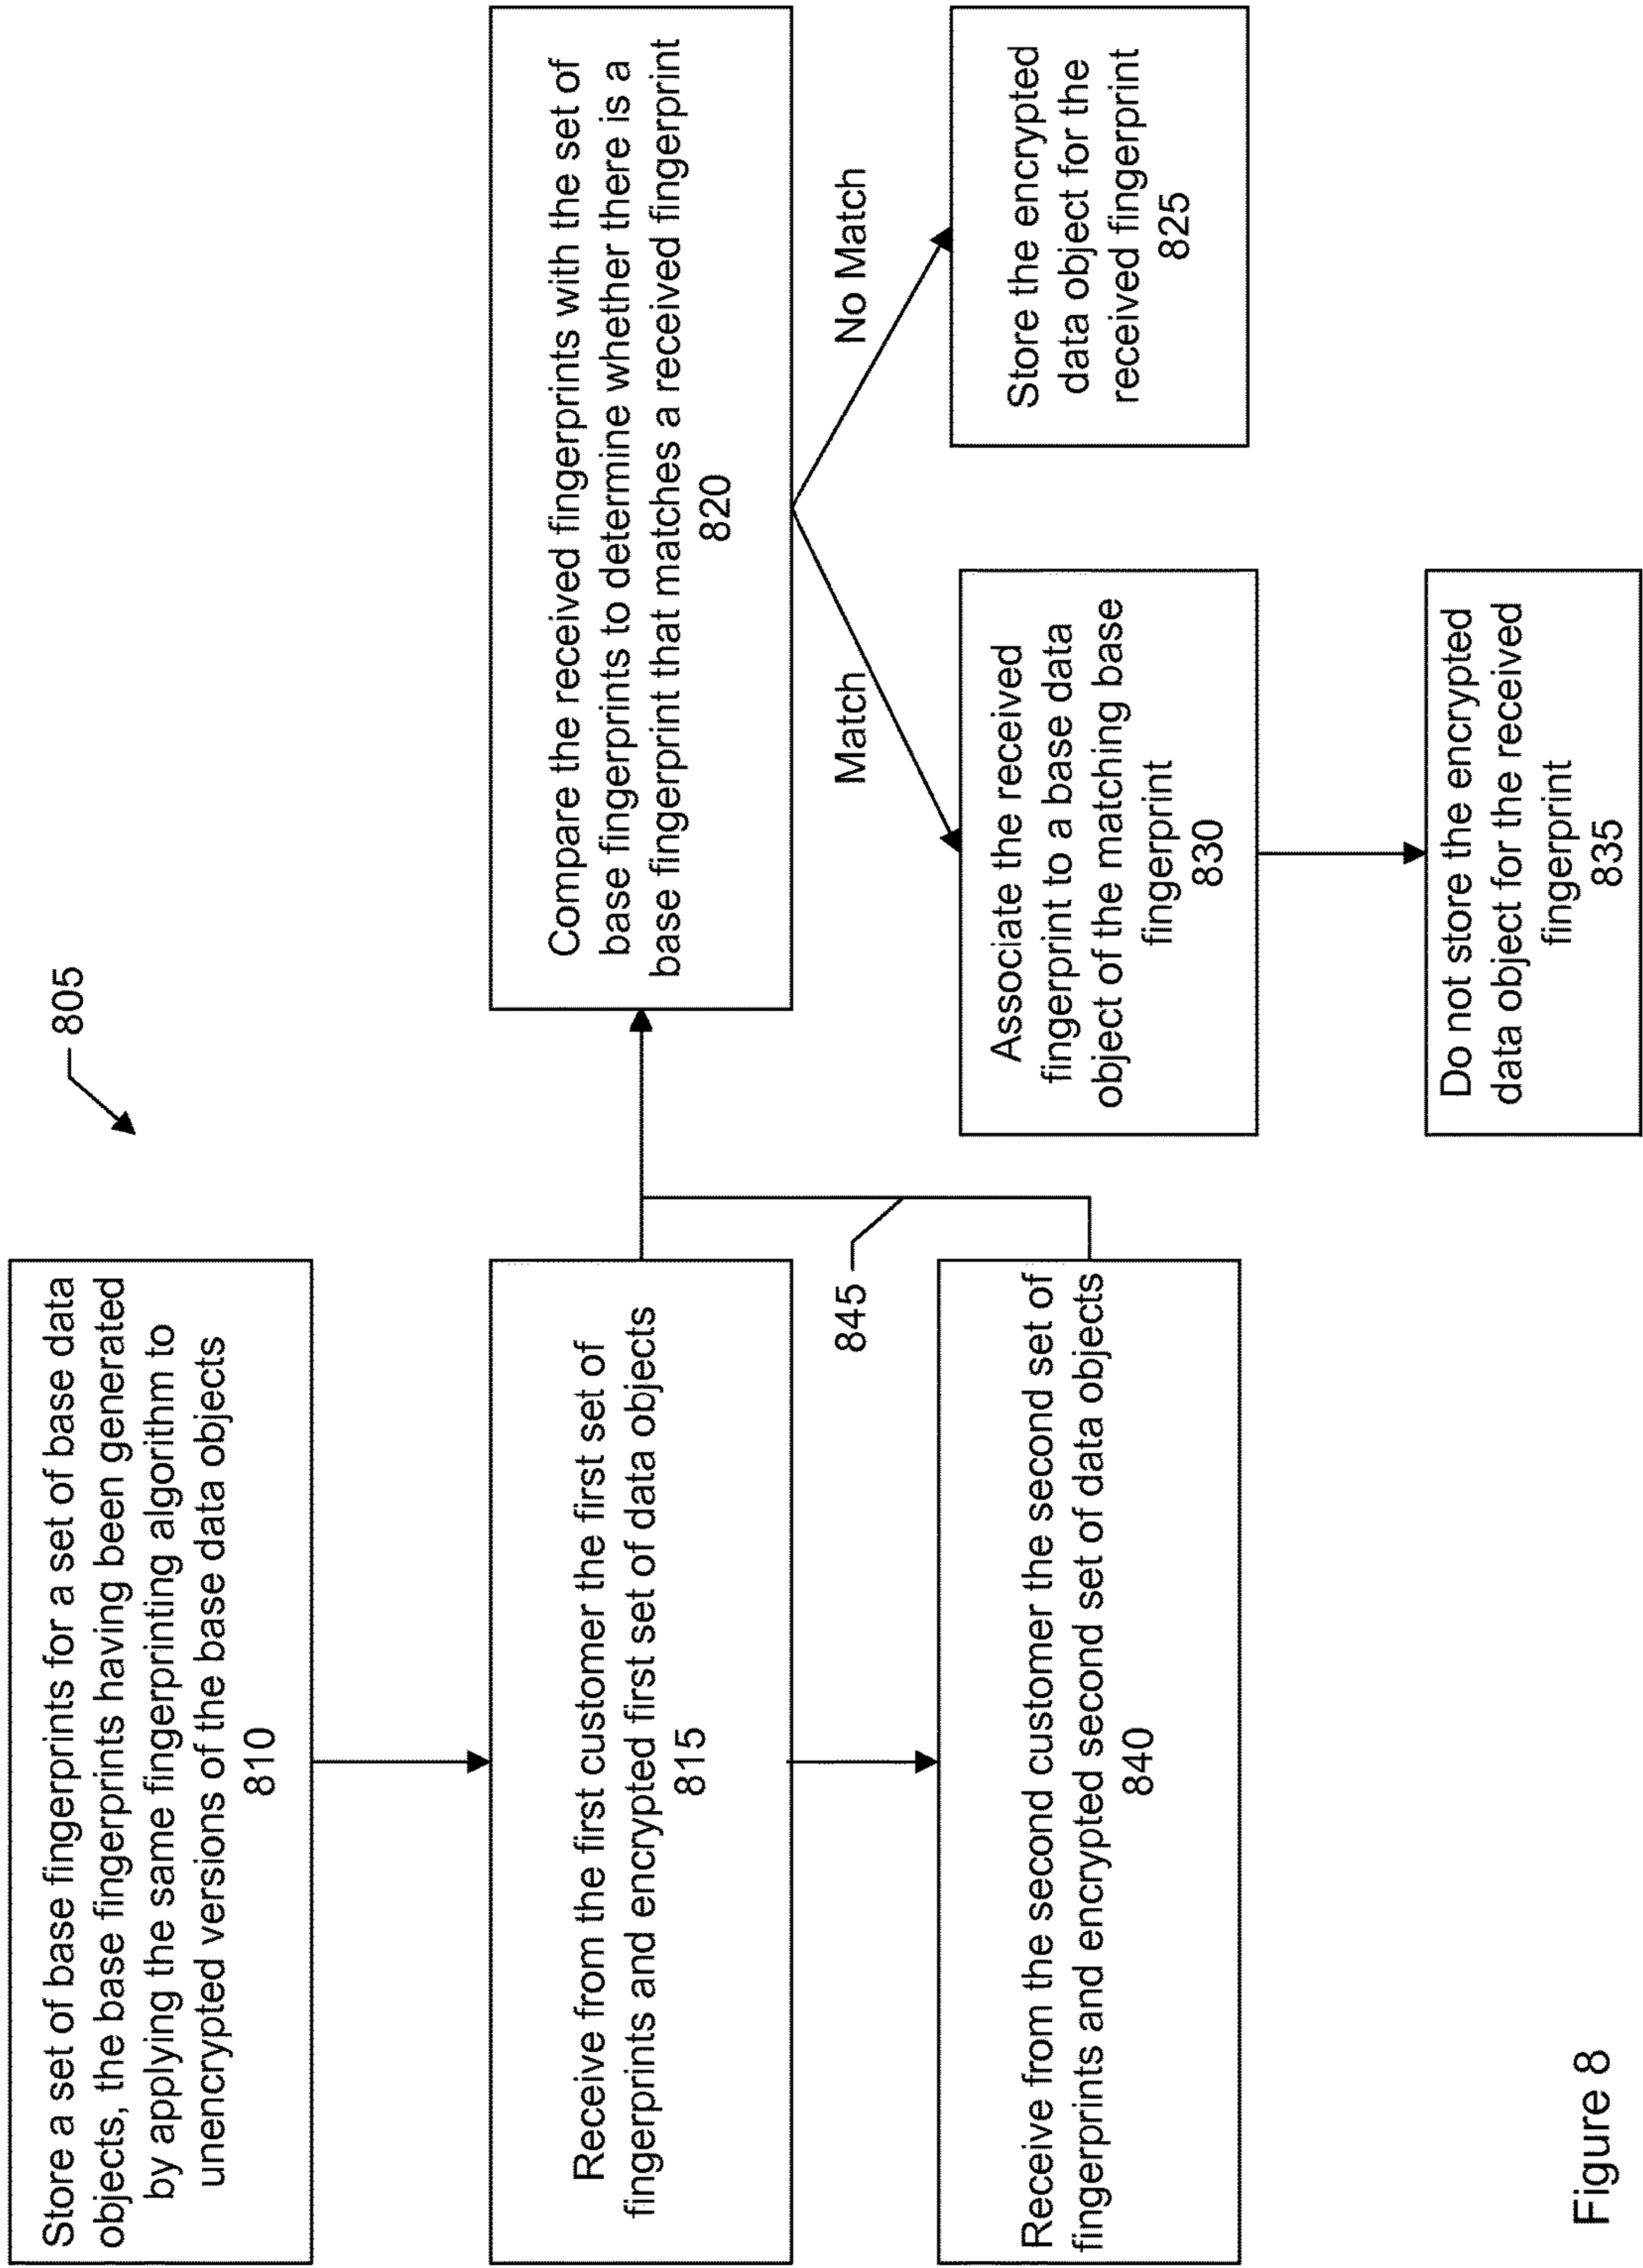 805
Store a set of base fingerprints for a set of base data
objects, the base fingerprints having been generated
by applying the same fingerprinting algorithm to
unencrypted versions of the base data objects
810
Receive from the first customer the first set of
fingerprints and encrypted first set of data objects
815
845
Receive from the second customer the second set of
fingerprints and encrypted second set of data objects
840
Compare the received fingerprints with the set of
base fingerprints to determine whether there is a
base fingerprint that matches a received fingerprint
820
Match
No Match
Associate the received
fingerprint to a base data
object of the matching base
fingerprint
830
Store the encrypted
data object for the
received fingerprint
825
Do not store the encrypted
data object for the received
fingerprint
835
Figure 8